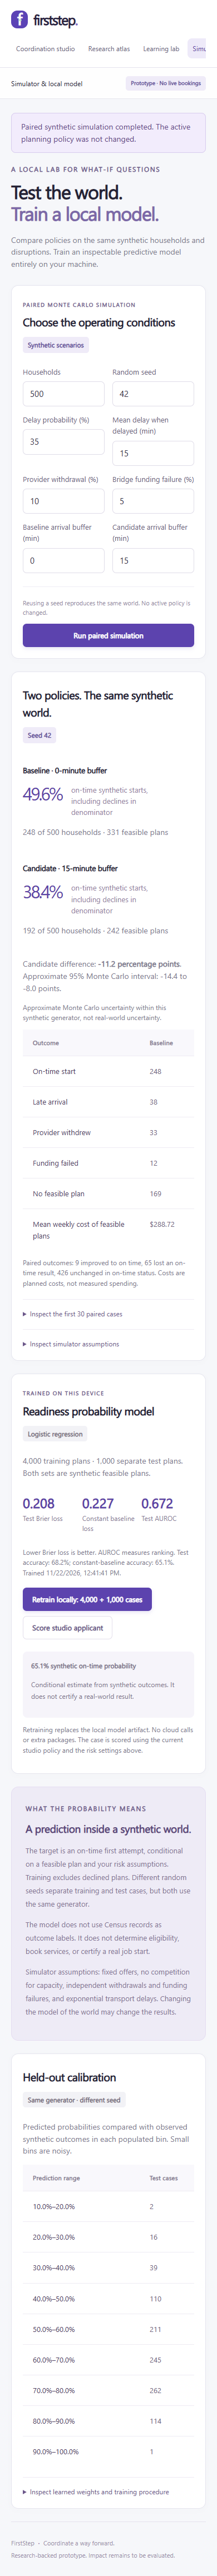 f firststep.
Coordination studio Research atlas Learning lab Simu
Simulator & local model Prototype · No live bookings
Paired synthetic simulation completed. The active
planning policy was not changed.
A LOCAL LAB FOR WHAT-IF QUESTIONS
Test the world.
Train a local model.
Compare policies on the same synthetic households and
disruptions. Train an inspectable predictive model
entirely on your machine.
PAIRED MONTE CARLO SIMULATION
Choose the operating conditions
Synthetic scenarios
Households Random seed
500 42
Delay probability (%) Mean delay when
delayed (min)
35 15
Provider withdrawal (%) Bridge funding failure (%)
10 5
Baseline arrival buffer Candidate arrival buffer
(min) (min)
0 15
Reusing a seed reproduces the same world. No active policy is
changed.
Run paired simulation
Two policies. The same synthetic
world.
Seed 42
Baseline · 0-minute buffer
49.6% on-time synthetic starts,
including declines in
denominator
248 of 500 households · 331 feasible plans
Candidate · 15-minute buffer
38.4% on-time synthetic starts,
including declines in
denominator
192 of 500 households · 242 feasible plans
Candidate difference: -11.2 percentage points.
Approximate 95% Monte Carlo interval: -14.4 to
-8.0 points.
Approximate Monte Carlo uncertainty within this
synthetic generator, not real-world uncertainty.
Outcome Baseline
On-time start 248
Late arrival 38
Provider withdrew 33
Funding failed 12
No feasible plan 169
Mean weekly cost of feasible $288.72
plans
Paired outcomes: 9 improved to on time, 65 lost an on-
time result, 426 unchanged in on-time status. Costs are
planned costs, not measured spending.
▶ Inspect the first 30 paired cases
▶ Inspect simulator assumptions
TRAINED ON THIS DEVICE
Readiness probability model
Logistic regression
4,000 training plans · 1,000 separate test plans.
Both sets are synthetic feasible plans.
0.208 0.227 0.672
Test Brier loss Constant baseline Test AUROC
loss
Lower Brier loss is better. AUROC measures ranking. Test
accuracy: 68.2%; constant-baseline accuracy: 65.1%.
Trained 11/22/2026, 12:41:41 PM.
Retrain locally: 4,000 + 1,000 cases
Score studio applicant
65.1% synthetic on-time probability
Conditional estimate from synthetic outcomes. It
does not certify a real-world result.
Retraining replaces the local model artifact. No cloud calls
or extra packages. The case is scored using the current
studio policy and the risk settings above.
WHAT THE PROBABILITY MEANS
A prediction inside a synthetic world.
The target is an on-time first attempt, conditional
on a feasible plan and your risk assumptions.
Training excludes declined plans. Different random
seeds separate training and test cases, but both use
the same generator.
The model does not use Census records as
outcome labels. It does not determine eligibility,
book services, or certify a real job start.
Simulator assumptions: fixed offers, no competition
for capacity, independent withdrawals and funding
failures, and exponential transport delays. Changing
the model of the world may change the results.
Held-out calibration
Same generator · different seed
Predicted probabilities compared with observed
synthetic outcomes in each populated bin. Small
bins are noisy.
Prediction range Test cases
10.0%–20.0% 2
20.0%–30.0% 16
30.0%–40.0% 39
40.0%–50.0% 110
50.0%–60.0% 211
60.0%–70.0% 245
70.0%–80.0% 262
80.0%–90.0% 114
90.0%–100.0% 1
▶ Inspect learned weights and training procedure
FirstStep · Coordinate a way forward.
Research-backed prototype. Impact remains to be evaluated.